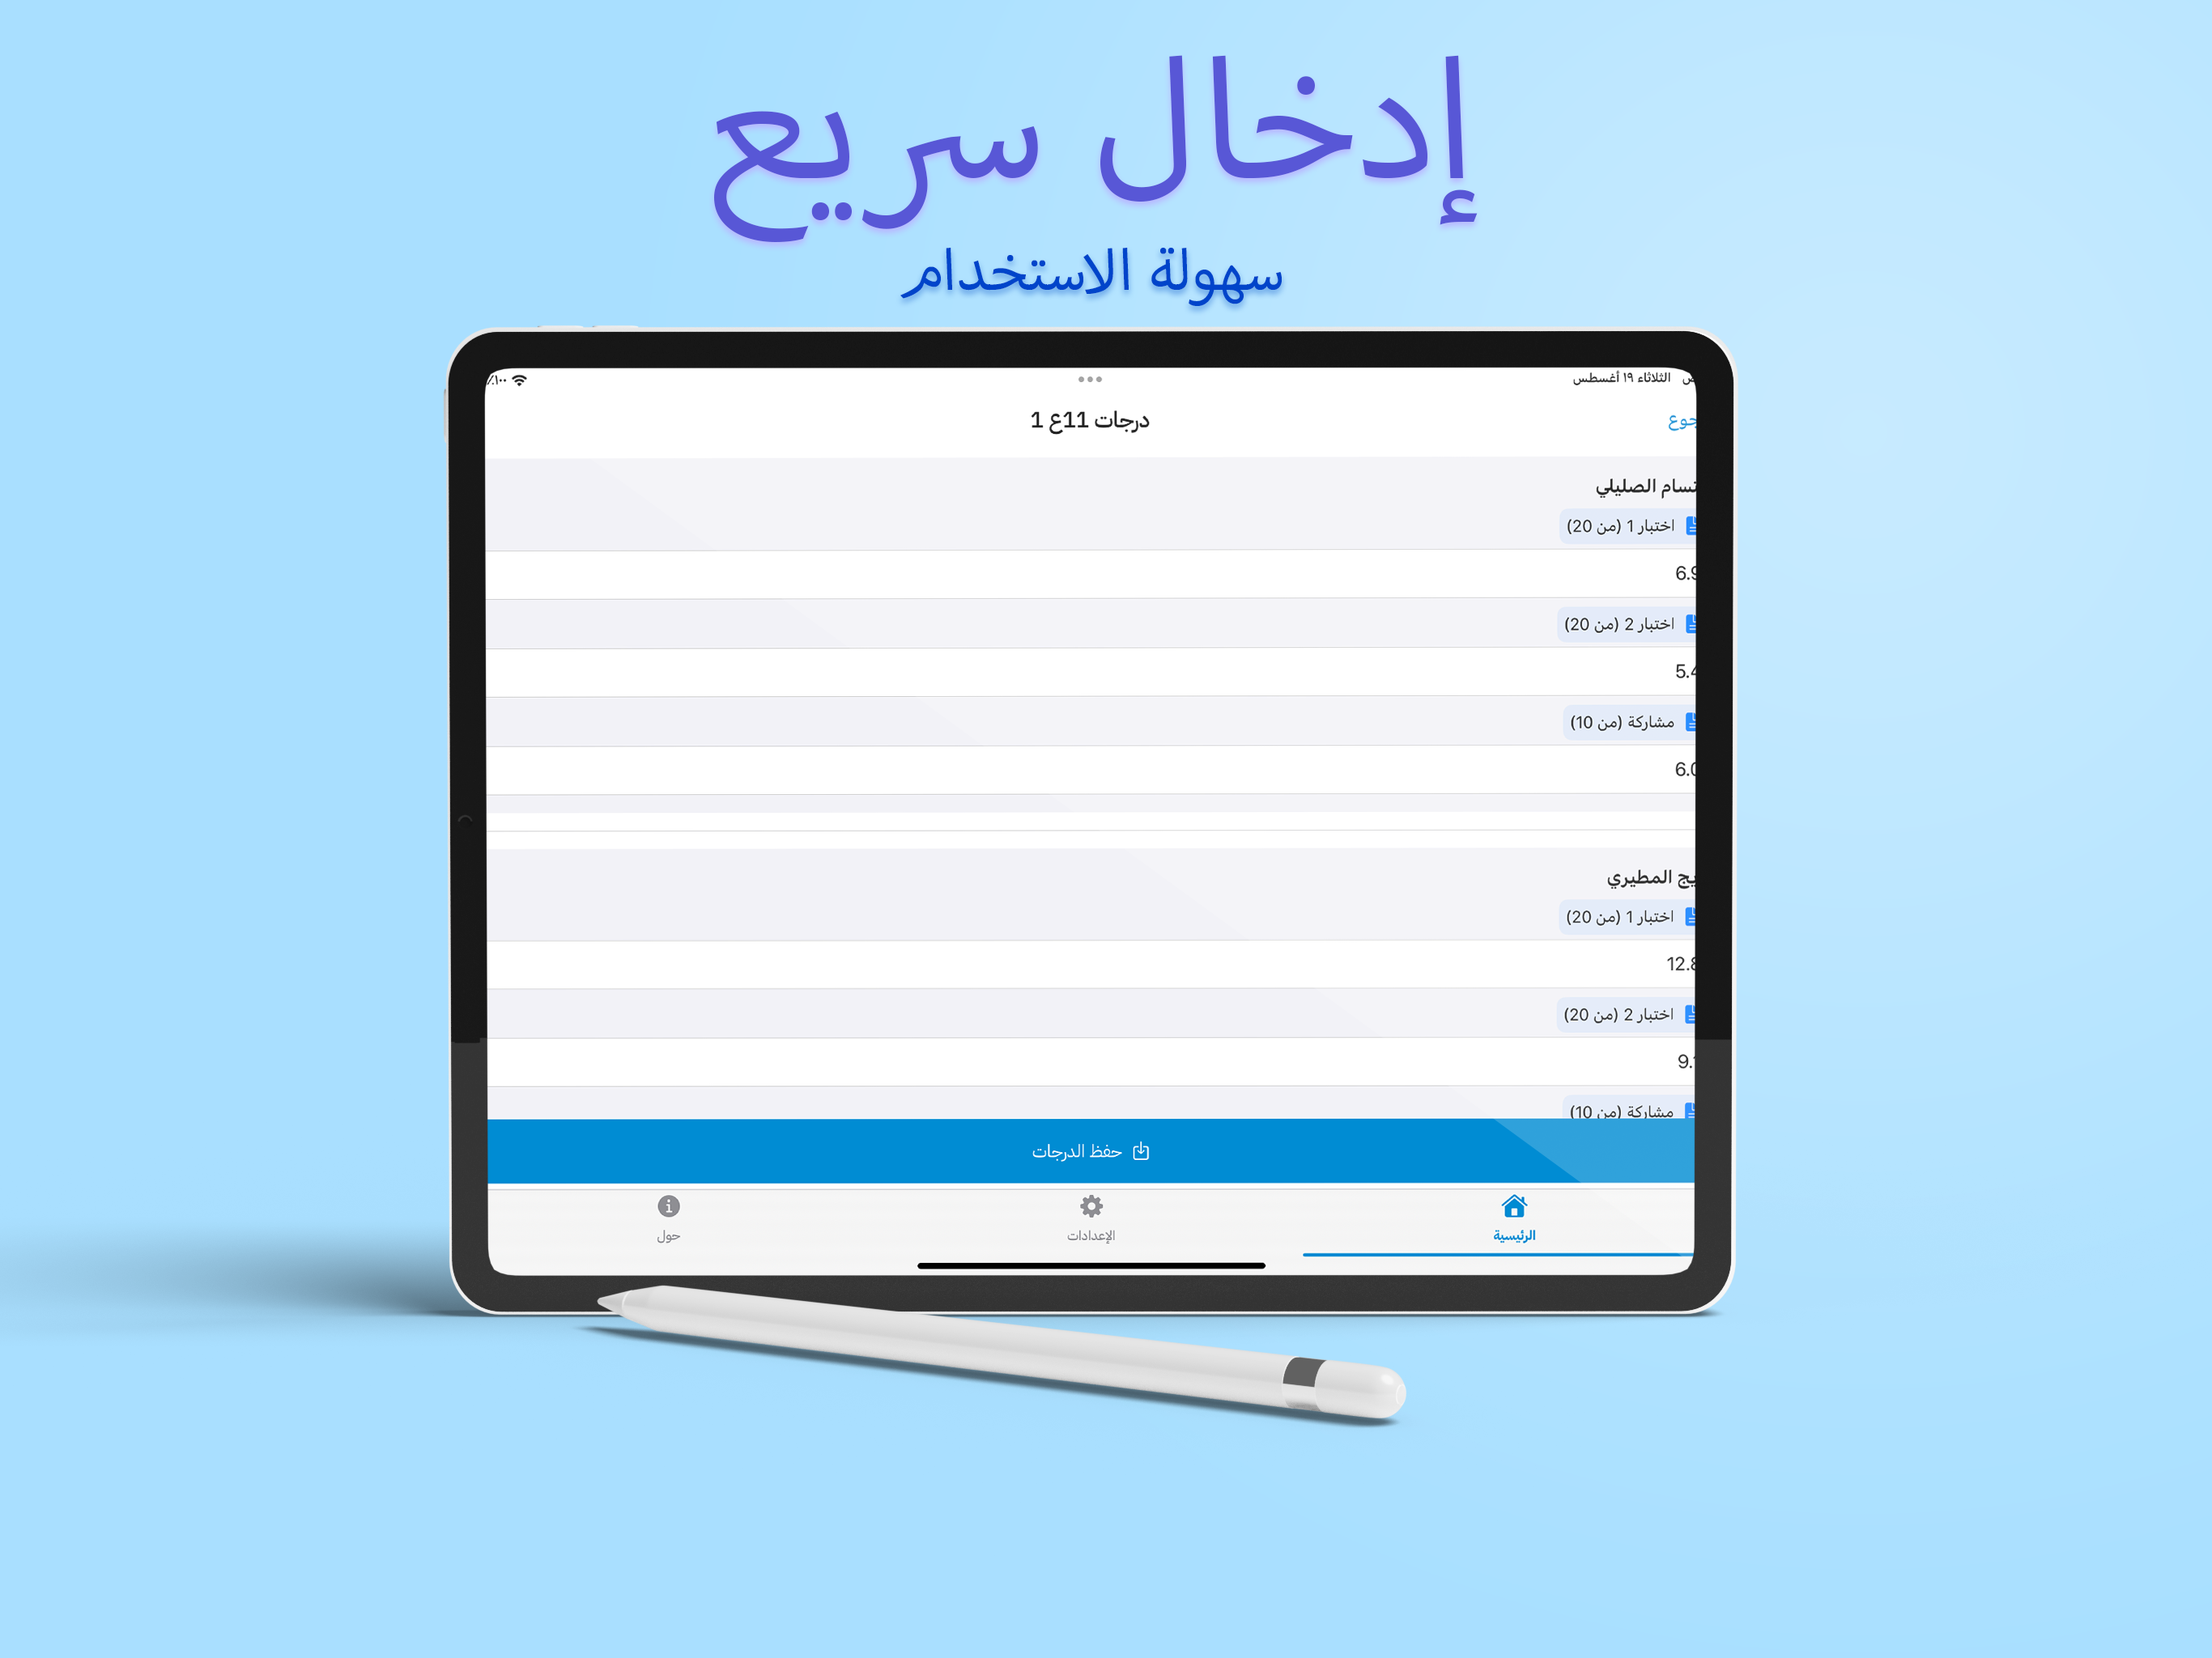 إدخال سريع
سهولة الاستخدام
الثلاثاء ١٩ أغسطس
١٠٠٪
درجات 11ع 1
الصليلي
اختبار 1 (من 20)
اختبار 2 (من 20)
مشاركة (من 10)
المطيري
اختبار 1 (من 20)
اختبار 2 (من 20)
مشاركة (من 10)
حفظ الدرجات
الرئيسية
الإعدادات
حول